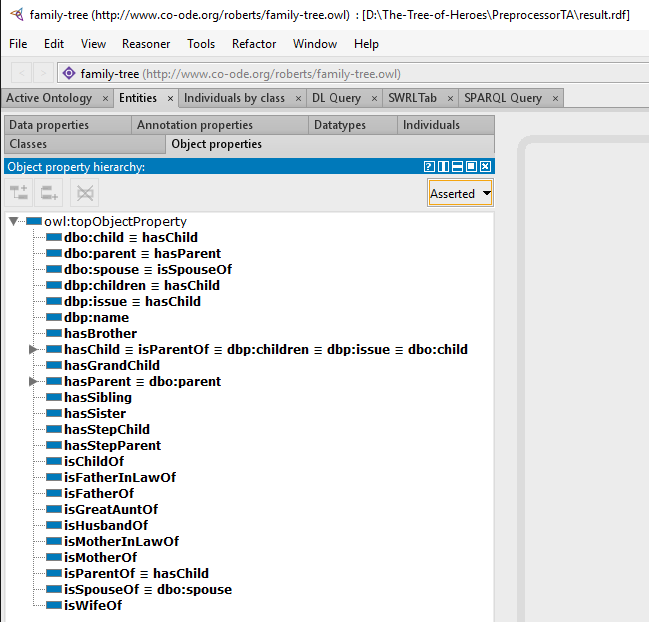 family-tree (http://www.co-ode.org/roberts/family-tree.owl) : [D:\The-Tree-of-Heroes\PreprocessorTA\result.rdf]
File Edit View Reasoner Tools Refactor Window Help
< > family-tree (http://www.co-ode.org/roberts/family-tree.owl)
Active Ontology × Entities × Individuals by class × DL Query × SWRLTab × SPARQL Query ×
Data properties Annotation properties Datatypes Individuals
Classes Object properties
Object property hierarchy:
Asserted
owl:topObjectProperty
dbo:child ≡ hasChild
dbo:parent ≡ hasParent
dbo:spouse ≡ isSpouseOf
dbp:children ≡ hasChild
dbp:issue ≡ hasChild
dbp:name
hasBrother
hasChild ≡ isParentOf ≡ dbp:children ≡ dbp:issue ≡ dbo:child
hasGrandChild
hasParent ≡ dbo:parent
hasSibling
hasSister
hasStepChild
hasStepParent
isChildOf
isFatherInLawOf
isFatherOf
isGreatAuntOf
isHusbandOf
isMotherInLawOf
isMotherOf
isParentOf ≡ hasChild
isSpouseOf ≡ dbo:spouse
isWifeOf